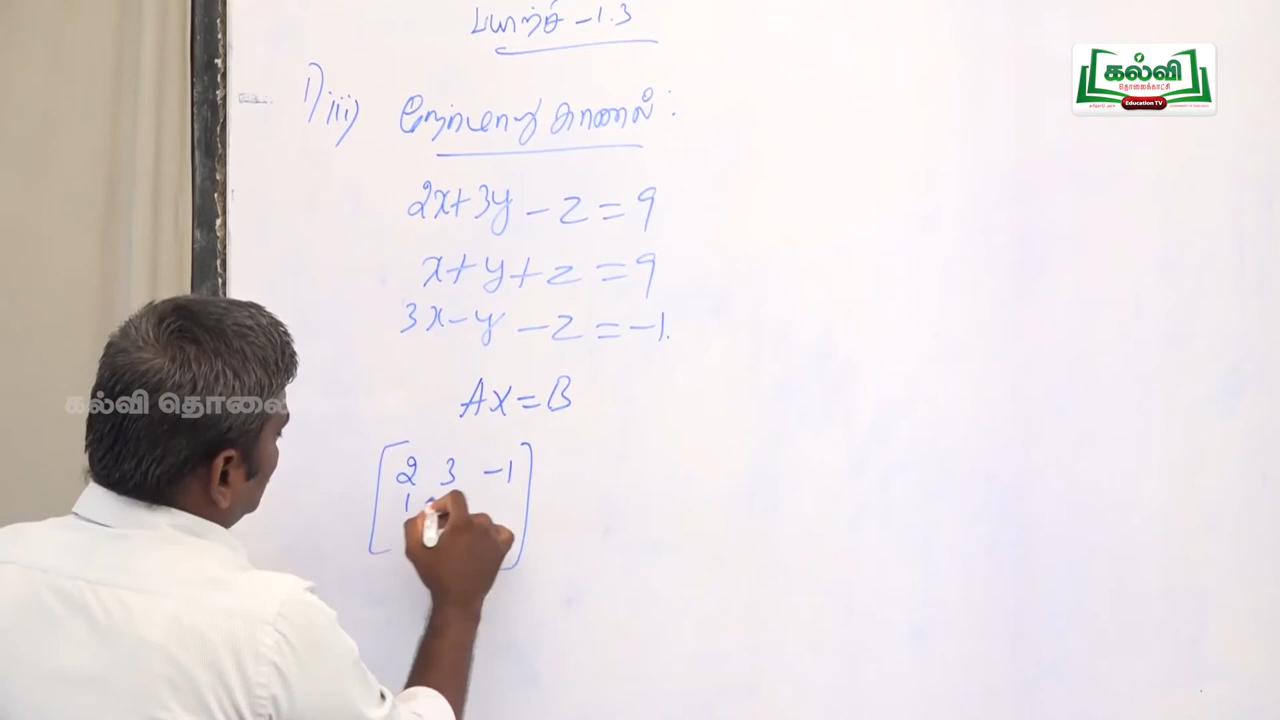 பயிற்சி - 1.3
1) iii) நேர்மாறு காணல் :
2x + 3y - z = 9
x + y + z = 9
3x - y - z = -1.
AX = B
2 3 -1
1
கல்வி
தொலைக்காட்சி
Education TV
கல்வி தொலை